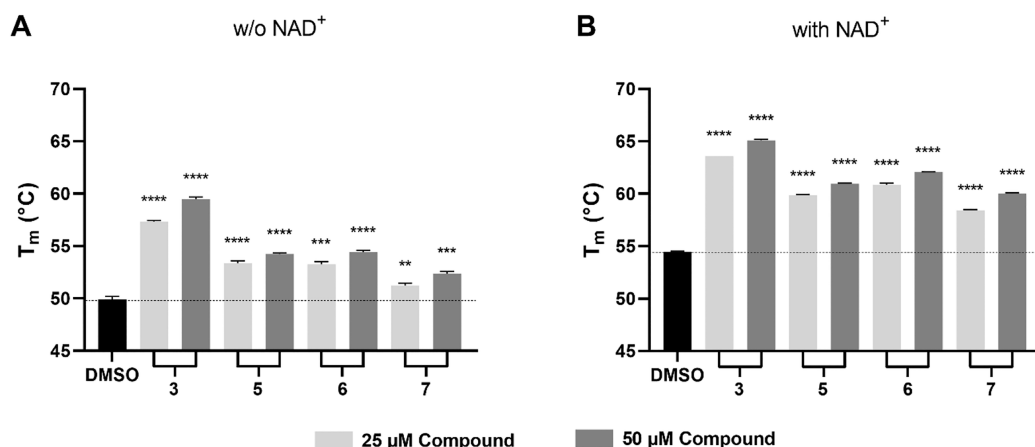 A
w/o NAD+
B
with NAD+
Tm (°C)
70
65
60
55
50
45
**** **** **** **** *** **** ** ***
DMSO 3 5 6 7
Tm (°C)
70
65
60
55
50
45
**** **** **** **** **** **** **** ****
DMSO 3 5 6 7
25 µM Compound
50 µM Compound